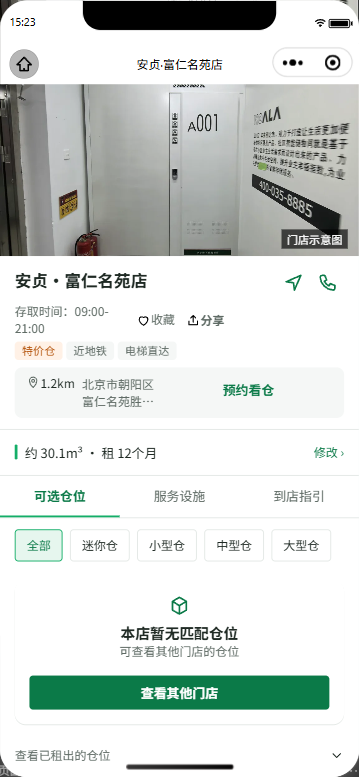 15:23
安贞·富仁名苑店
A001
400-035-8885
门店示意图
安贞·富仁名苑店
存取时间：09:00-
21:00
收藏
分享
特价仓
近地铁
电梯直达
1.2km
北京市朝阳区
富仁名苑胜…
预约看仓
约 30.1m³ · 租 12个月
修改 ›
可选仓位
服务设施
到店指引
全部
迷你仓
小型仓
中型仓
大型仓
本店暂无匹配仓位
可查看其他门店的仓位
查看其他门店
查看已租出的仓位